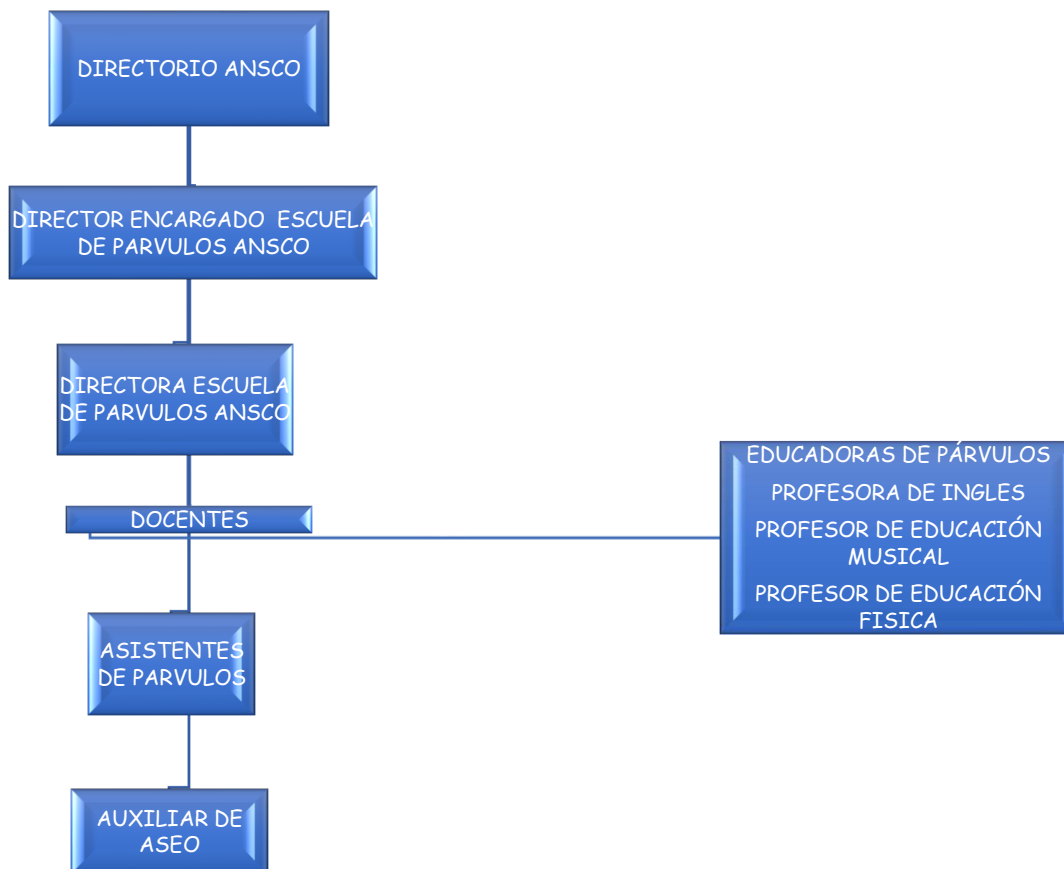 DIRECTORIO ANSCO
DIRECTOR ENCARGADO ESCUELA
DE PARVULOS ANSCO
DIRECTORA ESCUELA
DE PARVULOS ANSCO
DOCENTES
EDUCADORAS DE PÁRVULOS
PROFESORA DE INGLES
PROFESOR DE EDUCACIÓN
MUSICAL
PROFESOR DE EDUCACIÓN
FISICA
ASISTENTES
DE PARVULOS
AUXILIAR DE
ASEO